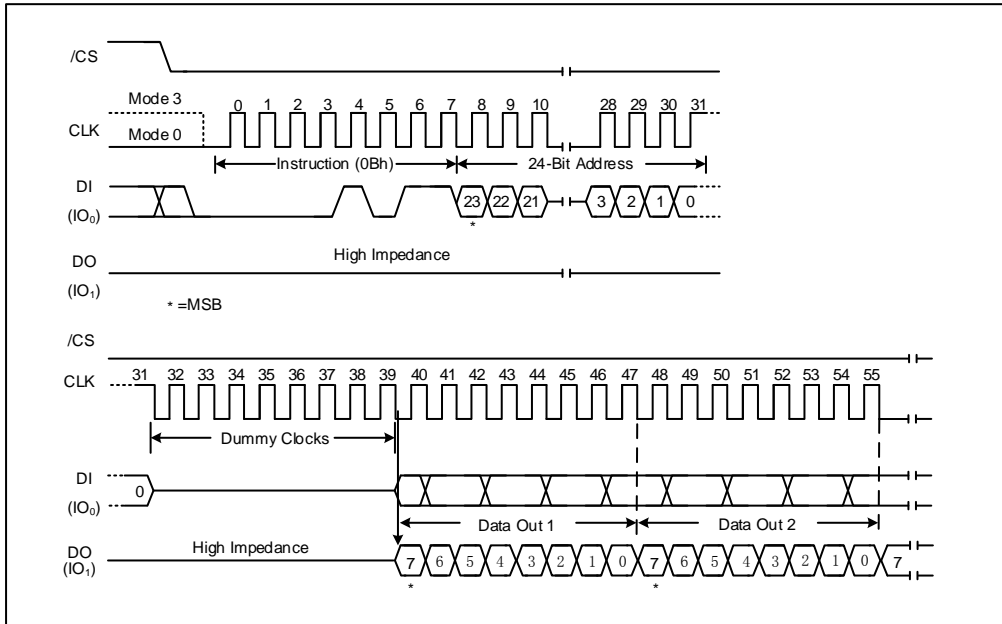 /CS
Mode 3
0 1 2 3 4 5 6 7 8 9 10 28 29 30 31
CLK
Mode 0
Instruction (0Bh) 24-Bit Address
DI
(IO0)
23 22 21 3 2 1 0
*
DO
(IO1)
High Impedance
* =MSB
/CS
31 32 33 34 35 36 37 38 39 40 41 42 43 44 45 46 47 48 49 50 51 52 53 54 55
CLK
Dummy Clocks
DI
(IO0)
0
Data Out 1 Data Out 2
DO
(IO1)
High Impedance
7 6 5 4 3 2 1 0 7 6 5 4 3 2 1 0 7
* *